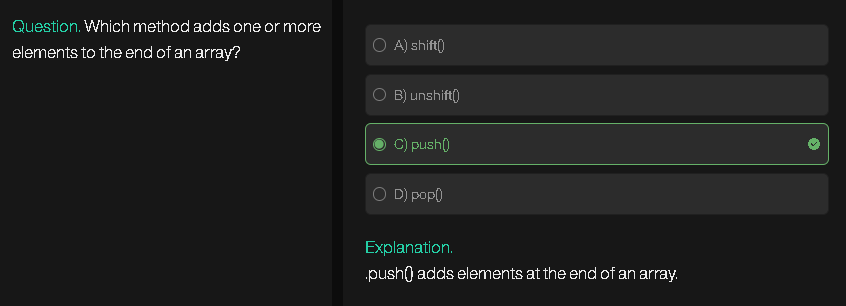 Question. Which method adds one or more
elements to the end of an array?
A) shift()
B) unshift()
C) push()
D) pop()
Explanation.
.push() adds elements at the end of an array.